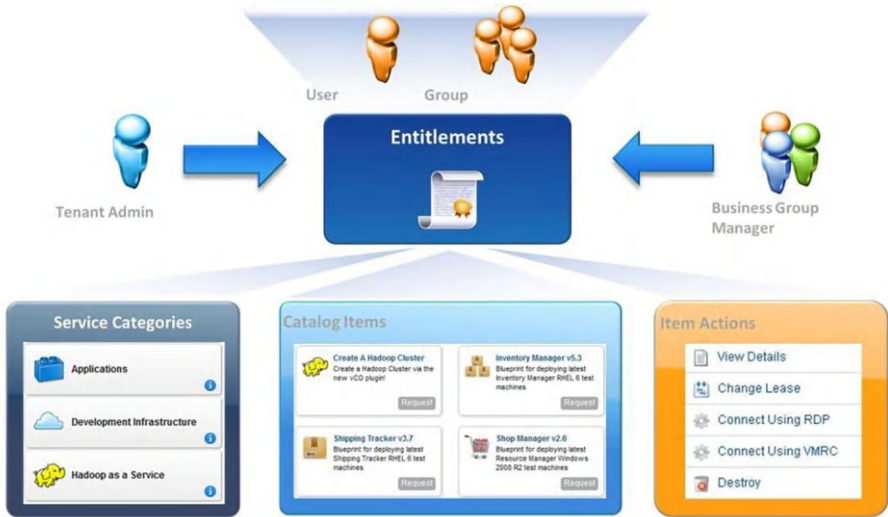 User
Group
Entitlements
Tenant Admin
Business Group
Manager
Service Categories
Applications
Development Infrastructure
Hadoop as a Service
Catalog Items
Create A Hadoop Cluster
Create a Hadoop Cluster via the
new vCO plugin!
Request
Inventory Manager v5.3
Blueprint for deploying latest
Inventory Manager RHEL 6 test
machines
Request
Shipping Tracker v3.7
Blueprint for deploying latest
Shipping Tracker RHEL 6 test
machines
Request
Shop Manager v2.6
Blueprint for deploying latest
Resource Manager Windows
2008 R2 test machines
Request
Item Actions
View Details
Change Lease
Connect Using RDP
Connect Using VMRC
Destroy